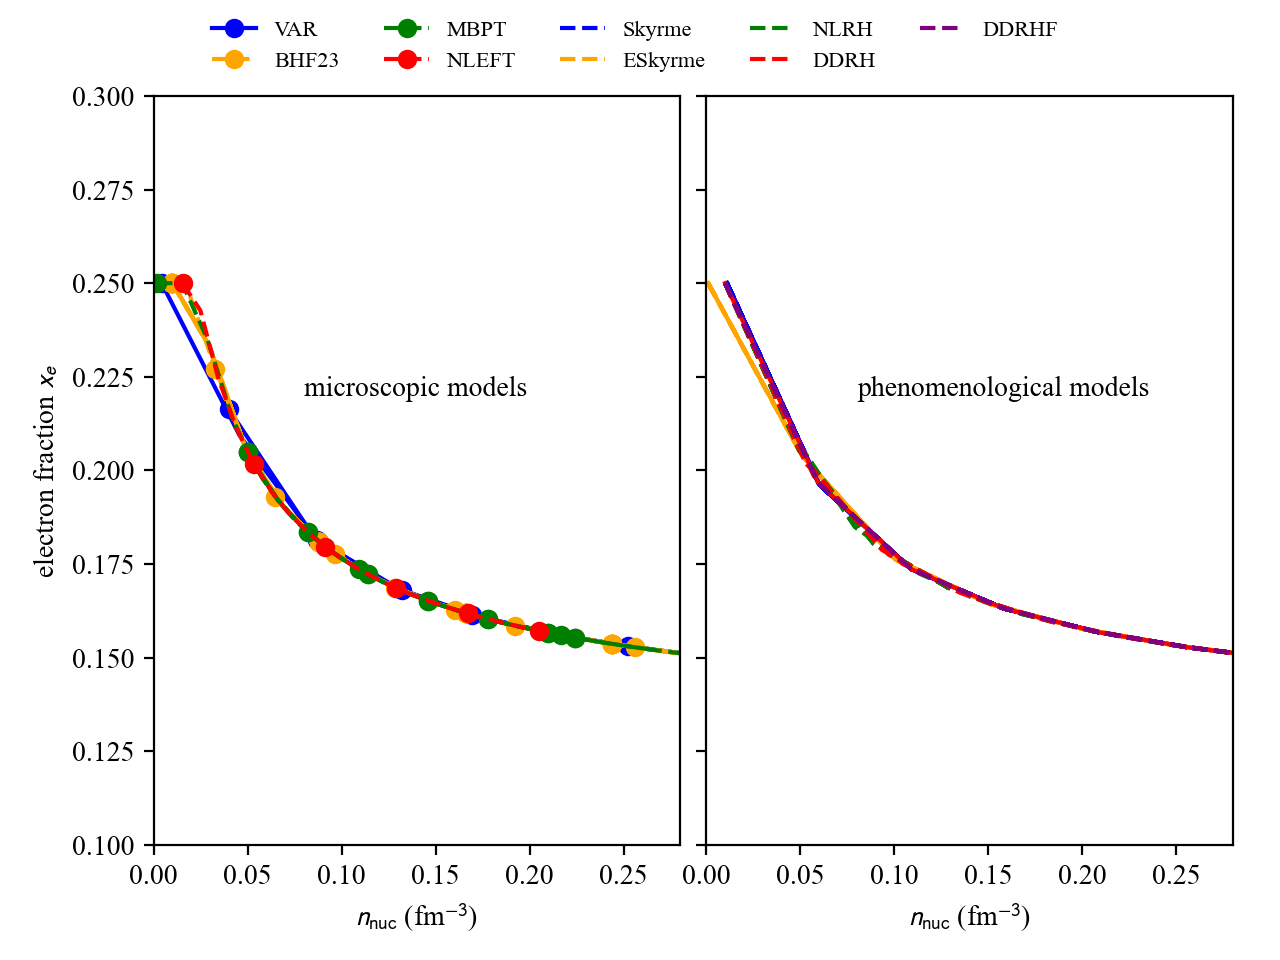 VAR MBPT Skyrme NLRH DDRHF
BHF23 NLEFT ESkyrme DDRH
0.300
0.275
0.250
0.225
0.200
0.175
0.150
0.125
0.100
electron fraction xₑ
microscopic models
phenomenological models
0.00 0.05 0.10 0.15 0.20 0.25
0.00 0.05 0.10 0.15 0.20 0.25
n_nuc (fm⁻³)
n_nuc (fm⁻³)